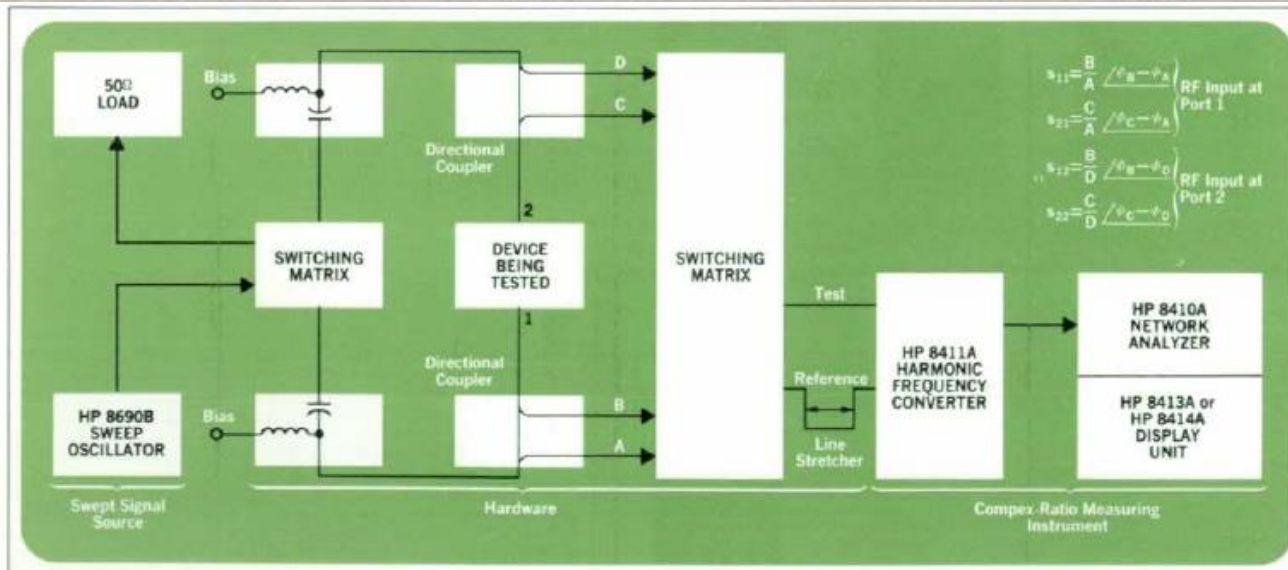 50Ω
LOAD
Bias
D
C
Directional
Coupler
2
SWITCHING
MATRIX
DEVICE
BEING
TESTED
1
SWITCHING
MATRIX
Directional
Coupler
B
A
HP 8690B
SWEEP
OSCILLATOR
Bias
Test
Reference
Line
Stretcher
HP 8411A
HARMONIC
FREQUENCY
CONVERTER
HP 8410A
NETWORK
ANALYZER
HP 8413A or
HP 8414A
DISPLAY
UNIT
s11=B/A /φB−φA
s21=C/A /φC−φA
RF Input at
Port 1
s12=B/D /φB−φD
s22=C/D /φC−φD
RF Input at
Port 2
Swept Signal
Source
Hardware
Compex-Ratio Measuring
Instrument